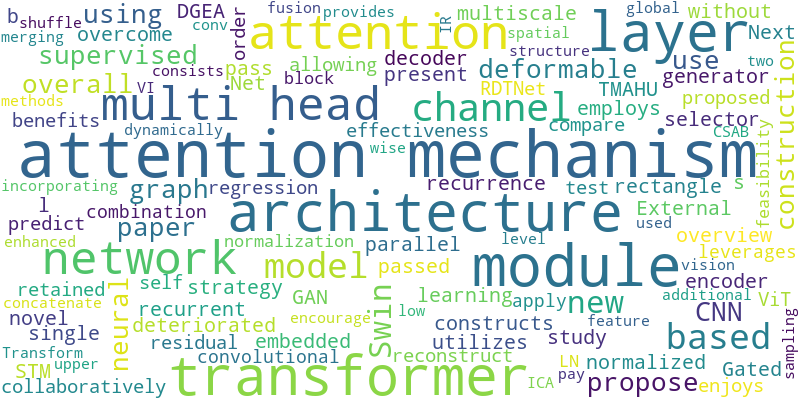 b shuffle using DGEA order fusion provides conv attention IR multiscale global spatial layer without Next
merging overcome
supervised consists pass allowing decoder structure deformable use two
methods overall VI Net block present RDTNet TMAHU generator
multi head channel employs proposed construction
benefits dynamically effectiveness compare selector CSAB
attention mechanism wise feasibility
incorporating graph regression recurrence test rectangle s
l combination architecture External used
predict paper
enhanced network normalization parallel level module overview leverages
retained self strategy model passed encoder vision
concatenate neural recurrent GAN learning apply new additional ViT
novel deteriorated encourage Swin low constructs feature CNN
single residual embedded utilizes study based sampling
Transform STM upper convolutional reconstruct LN normalized Gated
collaboratively transformer ICA pay propose enjoys